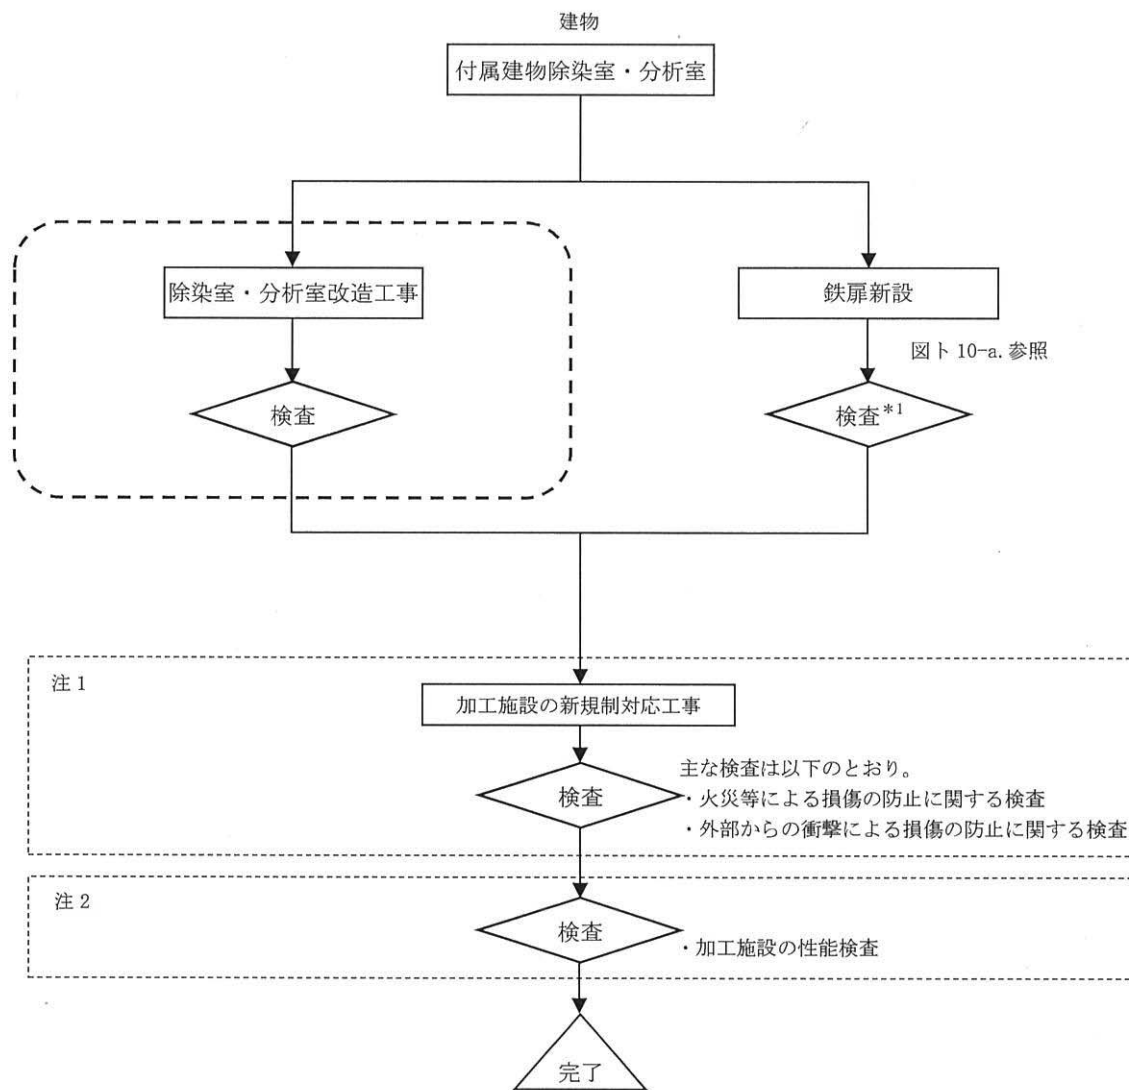 建物
付属建物除染室・分析室
除染室・分析室改造工事
鉄扉新設
図ト 10-a. 参照
検査
検査*1
注 1
加工施設の新規制対応工事
検査
主な検査は以下のとおり。
・火災等による損傷の防止に関する検査
・外部からの衝撃による損傷の防止に関する検査
注 2
検査
・加工施設の性能検査
完了